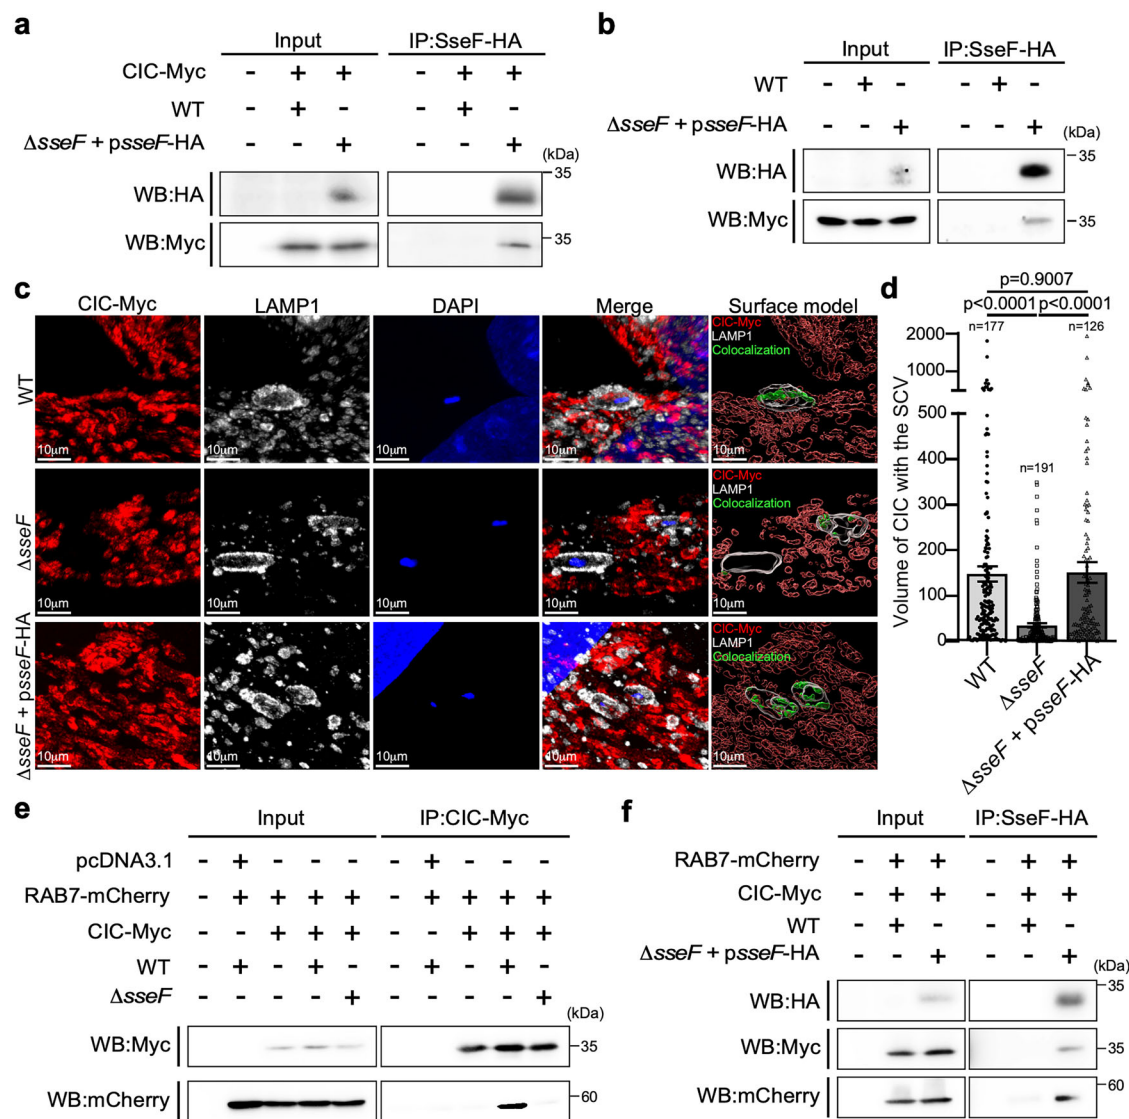 a
Input IP:SseF-HA
CIC-Myc - + + - + +
WT - + - - + -
ΔsseF + psseF-HA - - + - - +
(kDa)
WB:HA 35
WB:Myc 35
b
Input IP:SseF-HA
WT - + - - + -
ΔsseF + psseF-HA - - + - - +
(kDa)
WB:HA 35
WB:Myc 35
c
CIC-Myc LAMP1 DAPI Merge Surface model
WT
CIC-Myc
LAMP1
Colocalization
10μm 10μm 10μm 10μm 10μm
ΔsseF
CIC-Myc
LAMP1
Colocalization
10μm 10μm 10μm 10μm 10μm
ΔsseF + psseF-HA
CIC-Myc
LAMP1
Colocalization
10μm 10μm 10μm 10μm 10μm
d
p=0.9007
p<0.0001 p<0.0001
n=177 n=126
n=191
Volume of CIC with the SCV
2000
1000
500
400
300
200
100
0
WT
ΔsseF
ΔsseF + psseF-HA
e
Input IP:CIC-Myc
pcDNA3.1 - + - - - - + - - -
RAB7-mCherry - + + + + - + + + +
CIC-Myc - - + + + - - + + +
WT - + - + - - + - + -
ΔsseF - - - - + - - - - +
(kDa)
WB:Myc 35
WB:mCherry 60
f
Input IP:SseF-HA
RAB7-mCherry - + + - + +
CIC-Myc - + + - + +
WT - + - - + -
ΔsseF + psseF-HA - - + - - +
(kDa)
WB:HA 35
WB:Myc 35
WB:mCherry 60